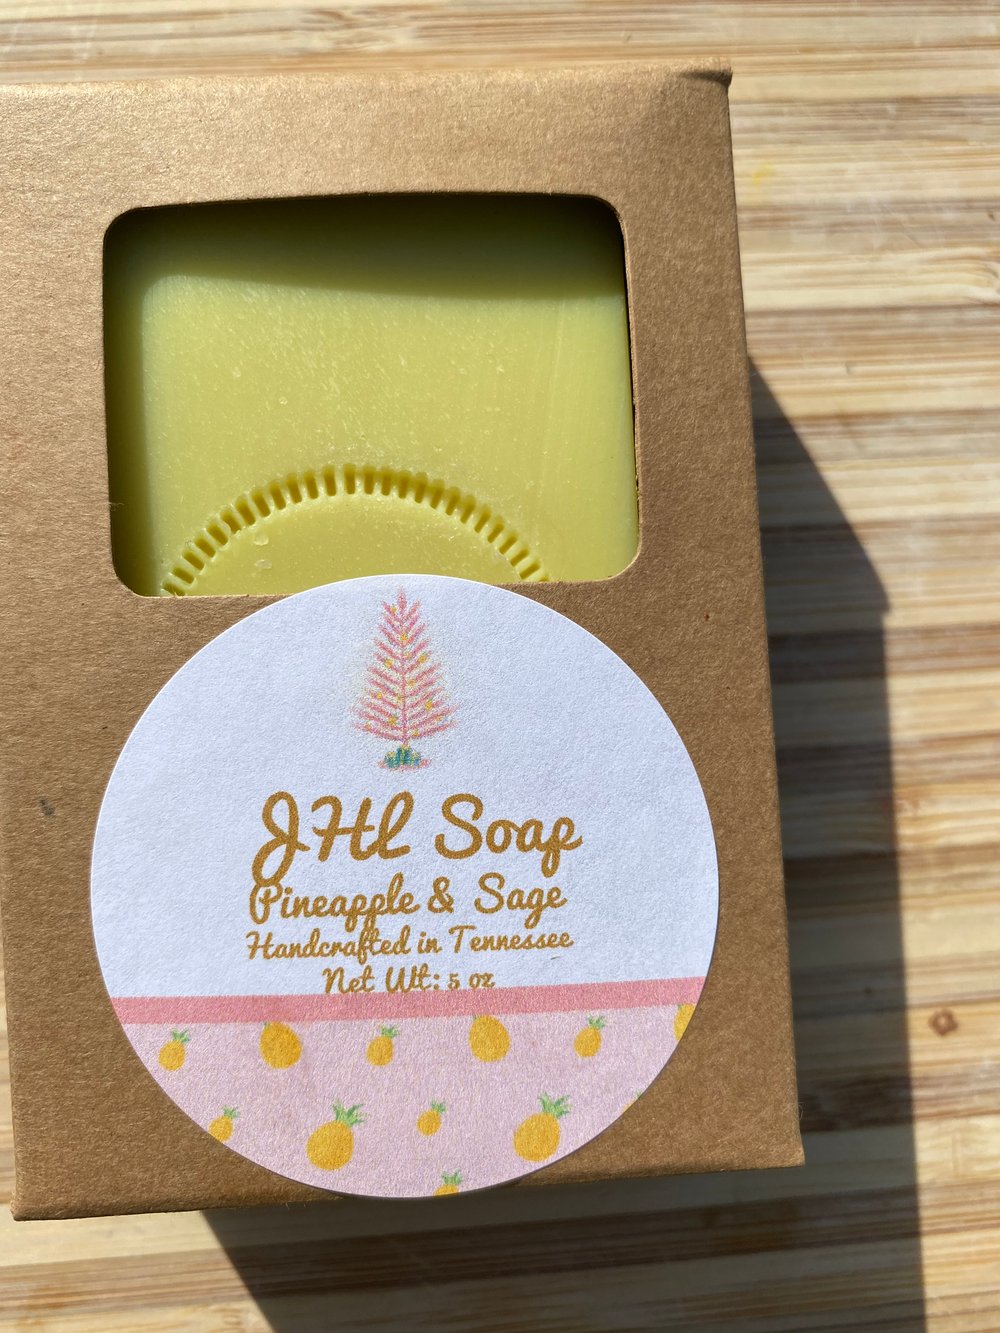 JHL Soap
Pineapple & Sage
Handcrafted in Tennessee
Net Wt: 5 oz